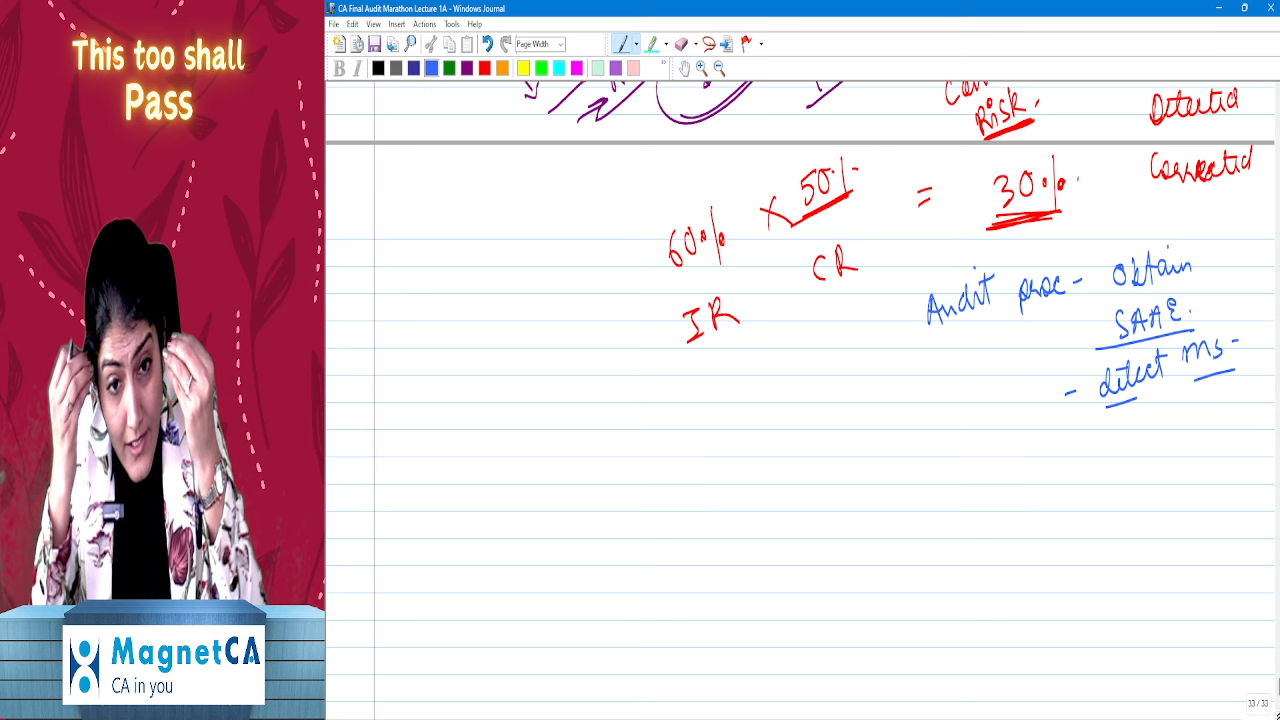 CA Final Audit Marathon Lecture 1A - Windows Journal
File Edit View Insert Actions Tools Help
Page Width
B I
This too shall
Pass
Risk.
Detected
Corrected
60% × 50% = 30%.
IR
CR
Audit proc - Obtain
SAAE.
- detect Ms -
MagnetCA
CA in you
33 / 33